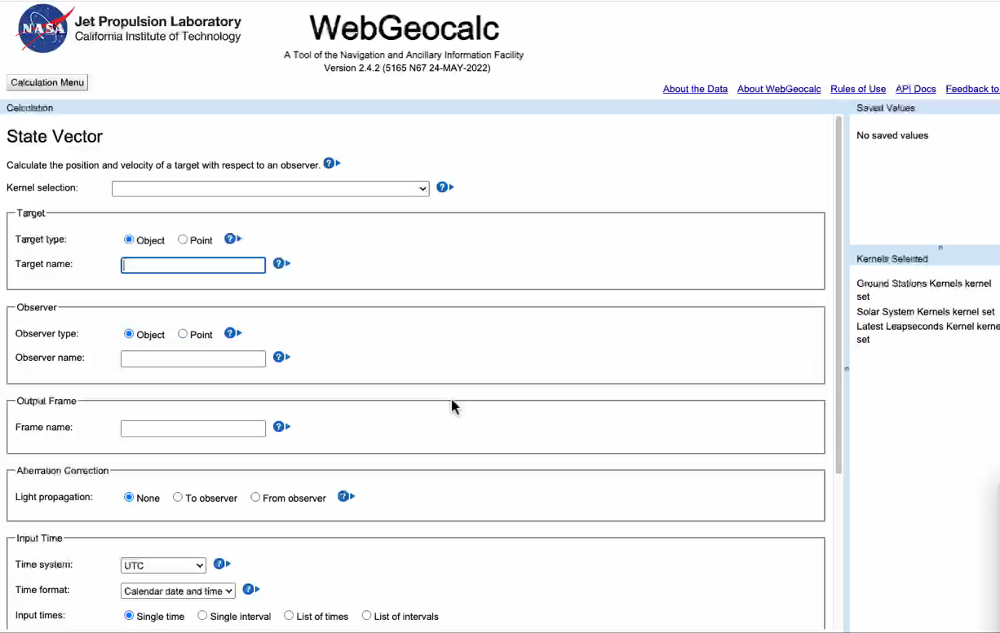 NASA
Jet Propulsion Laboratory
California Institute of Technology
WebGeocalc
A Tool of the Navigation and Ancillary Information Facility
Version 2.4.2 (5165 N67 24-MAY-2022)
Calculation Menu
About the Data About WebGeocalc Rules of Use API Docs Feedback to
Calculation
State Vector
Calculate the position and velocity of a target with respect to an observer. ?
Kernel selection: ?
Target
Target type: Object Point ?
Target name: ?
Observer
Observer type: Object Point ?
Observer name: ?
Output Frame
Frame name: ?
Aberration Correction
Light propagation: None To observer From observer ?
Input Time
Time system: UTC ?
Time format: Calendar date and time ?
Input times: Single time Single interval List of times List of intervals
Saved Values
No saved values
Kernels Selected
Ground Stations Kernels kernel
set
Solar System Kernels kernel set
Latest Leapseconds Kernel kerne
set